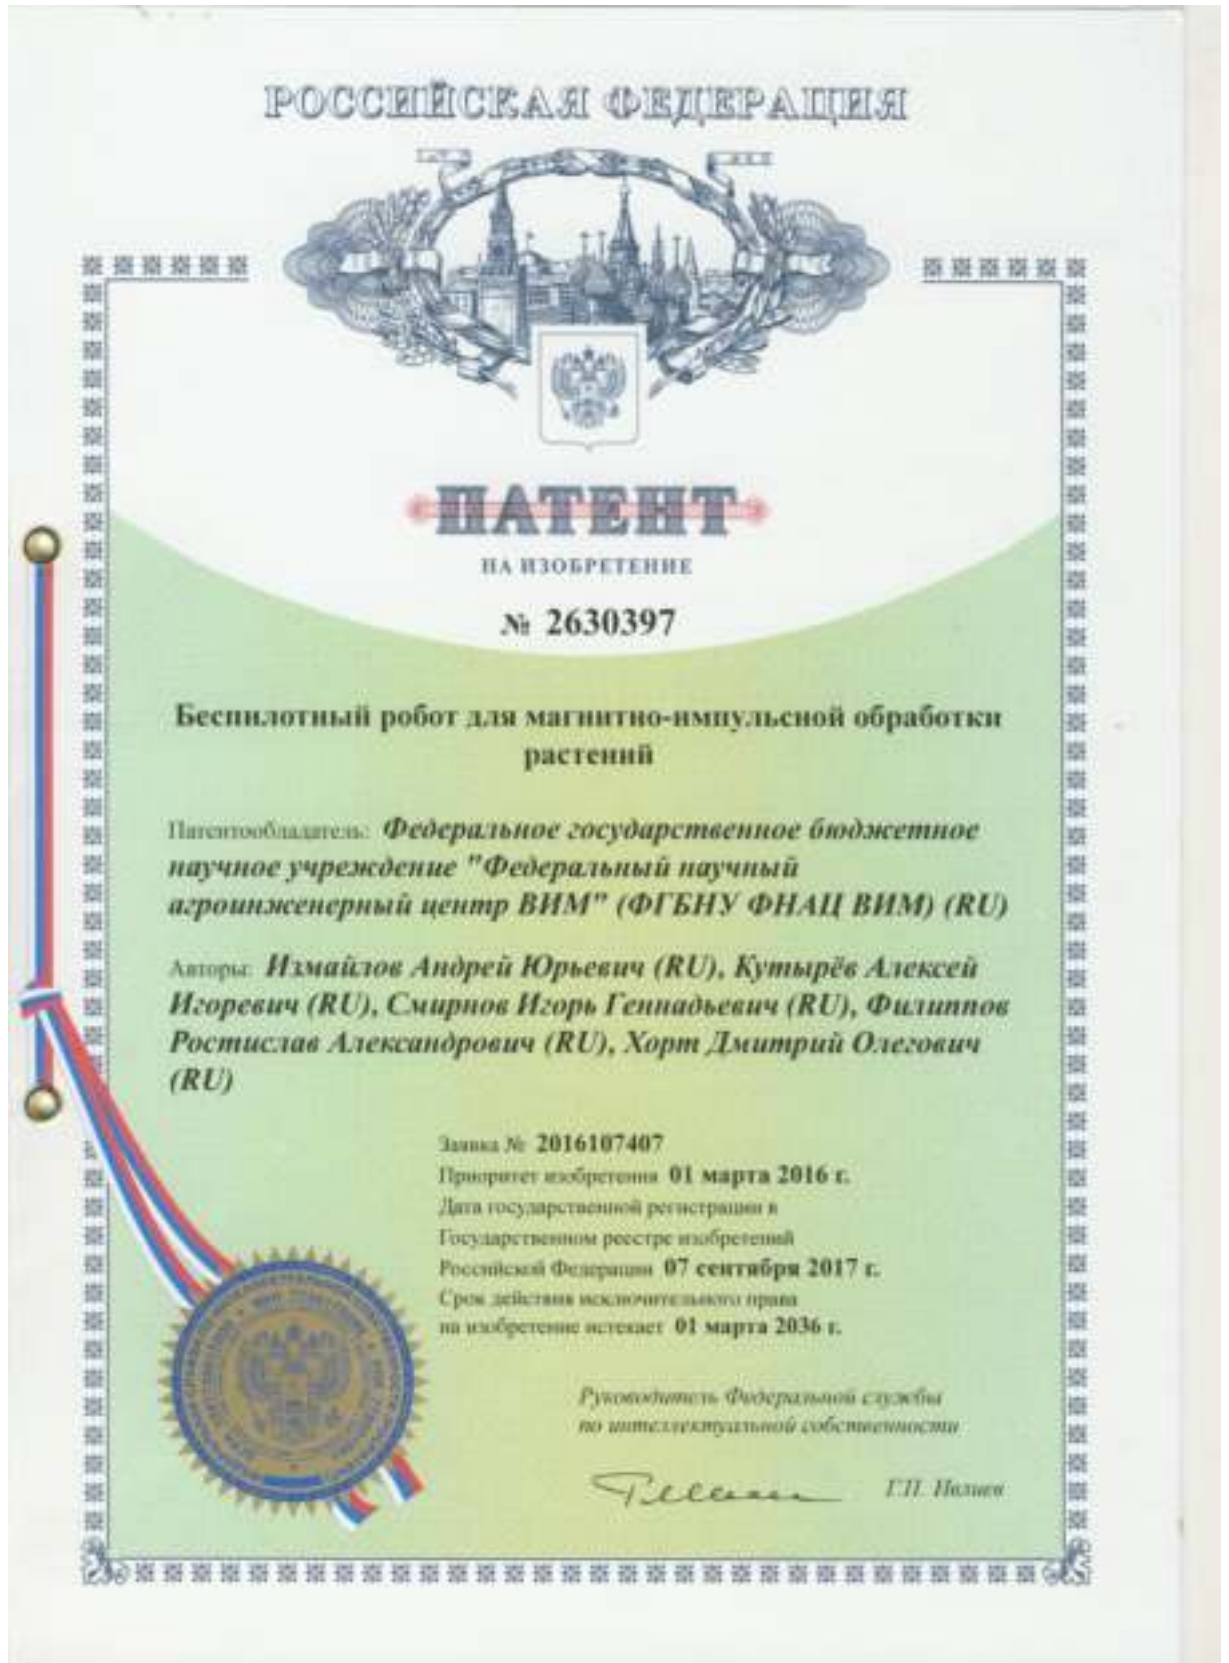 РОССИЙСКАЯ ФЕДЕРАЦИЯ
ПАТЕНТ
НА ИЗОБРЕТЕНИЕ
№ 2630397
Беспилотный робот для магнитно-импульсной обработки
растений
Патентообладатель: Федеральное государственное бюджетное
научное учреждение "Федеральный научный
агроинженерный центр ВИМ" (ФГБНУ ФНАЦ ВИМ) (RU)
Авторы: Измайлов Андрей Юрьевич (RU), Кутырёв Алексей
Игоревич (RU), Смирнов Игорь Геннадьевич (RU), Филиппов
Ростислав Александрович (RU), Хорт Дмитрий Олегович
(RU)
Заявка № 2016107407
Приоритет изобретения 01 марта 2016 г.
Дата государственной регистрации в
Государственном реестре изобретений
Российской Федерации 07 сентября 2017 г.
Срок действия исключительного права
на изобретение истекает 01 марта 2036 г.
Руководитель Федеральной службы
по интеллектуальной собственности
Г.П. Ивлиев